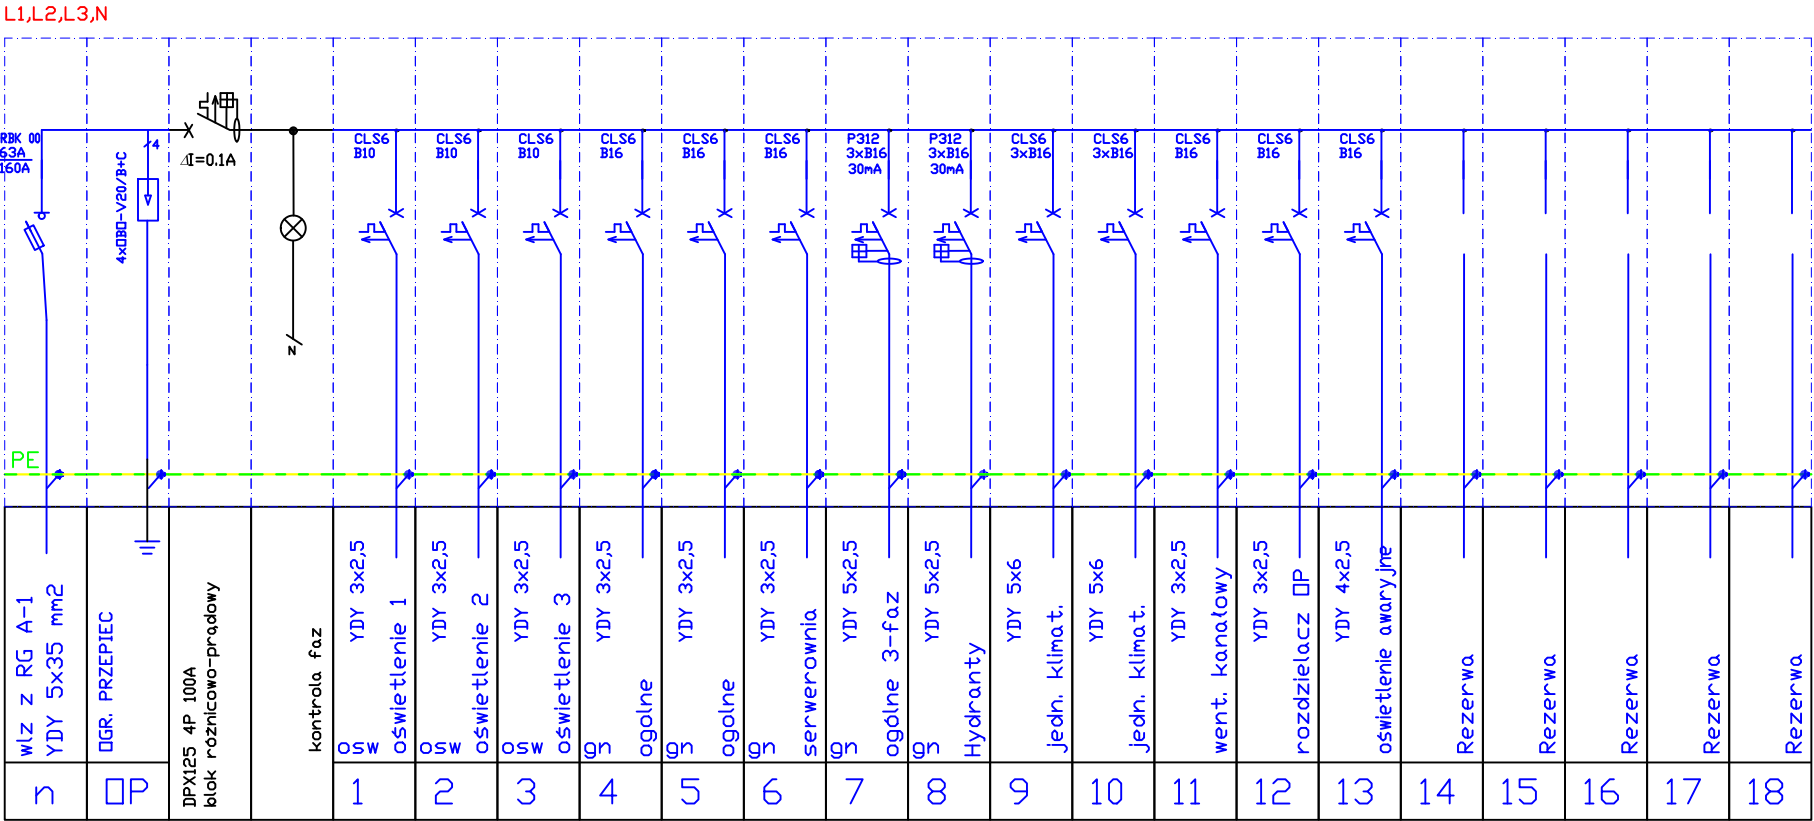 L1,L2,L3,N
RBK 00
63A
160A
4
4xOBO-V20/B+C
ΔI=0.1A
N
CLS6
B10
CLS6
B10
CLS6
B10
CLS6
B16
CLS6
B16
CLS6
B16
P312
3xB16
30mA
P312
3xB16
30mA
CLS6
3xB16
CLS6
3xB16
CLS6
B16
CLS6
B16
CLS6
B16
PE
wlz z RG A-1
YDY 5x35 mm2
n
OGR. PRZEPIEC
OP
DPX125 4P 100A
blok różnicowo-prądowy
kontrola faz
YDY 3x2,5
osw
oświetlenie 1
1
YDY 3x2,5
osw
oświetlenie 2
2
YDY 3x2,5
osw
oświetlenie 3
3
YDY 3x2,5
gn
ogolne
4
YDY 3x2,5
gn
ogolne
5
YDY 3x2,5
gn
serwerownia
6
YDY 5x2,5
gn
ogólne 3-faz
7
YDY 5x2,5
gn
Hydranty
8
YDY 5x6
jedn. klimat.
9
YDY 5x6
jedn. klimat.
10
YDY 3x2,5
went. kanałowy
11
YDY 3x2,5
rozdzielacz OP
12
YDY 4x2,5
oświetlenie awaryjne
13
Rezerwa
14
Rezerwa
15
Rezerwa
16
Rezerwa
17
Rezerwa
18